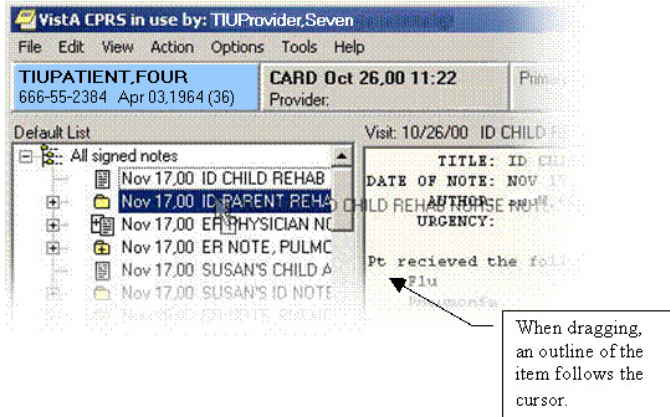 VistA CPRS in use by: TIUProvider,Seven
File Edit View Action Options Tools Help
TIUPATIENT,FOUR
666-55-2384 Apr 03,1964 (36)
CARD Oct 26,00 11:22
Provider:
Default List
All signed notes
Nov 17,00 ID CHILD REHAB
Nov 17,00 ID PARENT REHA
Nov 17,00 ER PHYSICIAN NO
Nov 17,00 ER NOTE, PULMO
Nov 17,00 SUSAN'S CHILD A
Nov 17,00 SUSAN'S ID NOTE
Visit: 10/26/00 ID CHILD
TITLE: ID
DATE OF NOTE: NOV
D CHILD REHAB NURSE NOTE
AUTHOR:
URGENCY:
Pt recieved the foll
Flu
Pneumonia
When dragging,
an outline of the
item follows the
cursor.